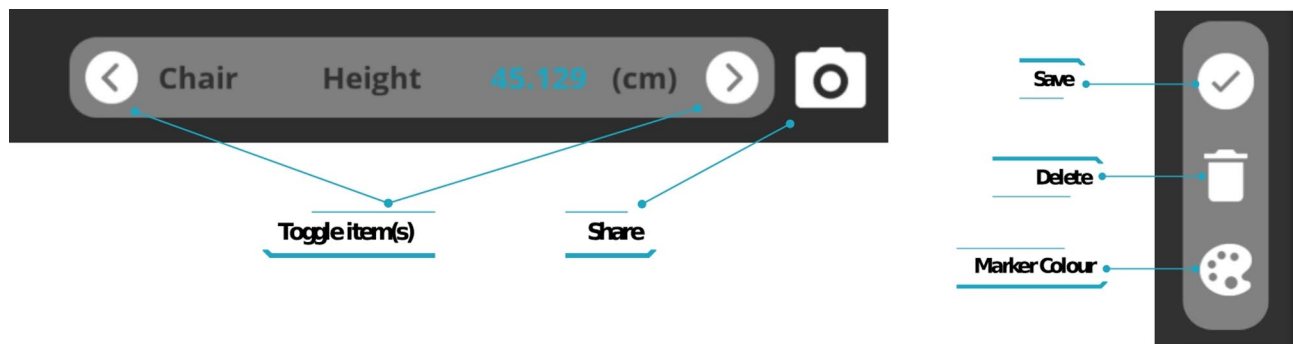 Chair Height 45.129 (cm)
Toggle item(s)
Share
Save
Delete
Marker Colour